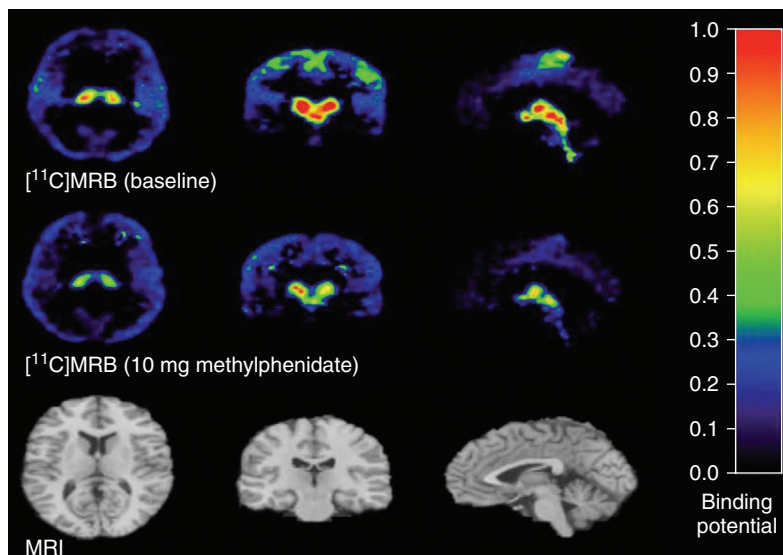 [¹¹C]MRB (baseline)
[¹¹C]MRB (10 mg methylphenidate)
MRI
1.0
0.9
0.8
0.7
0.6
0.5
0.4
0.3
0.2
0.1
0.0
Binding
potential